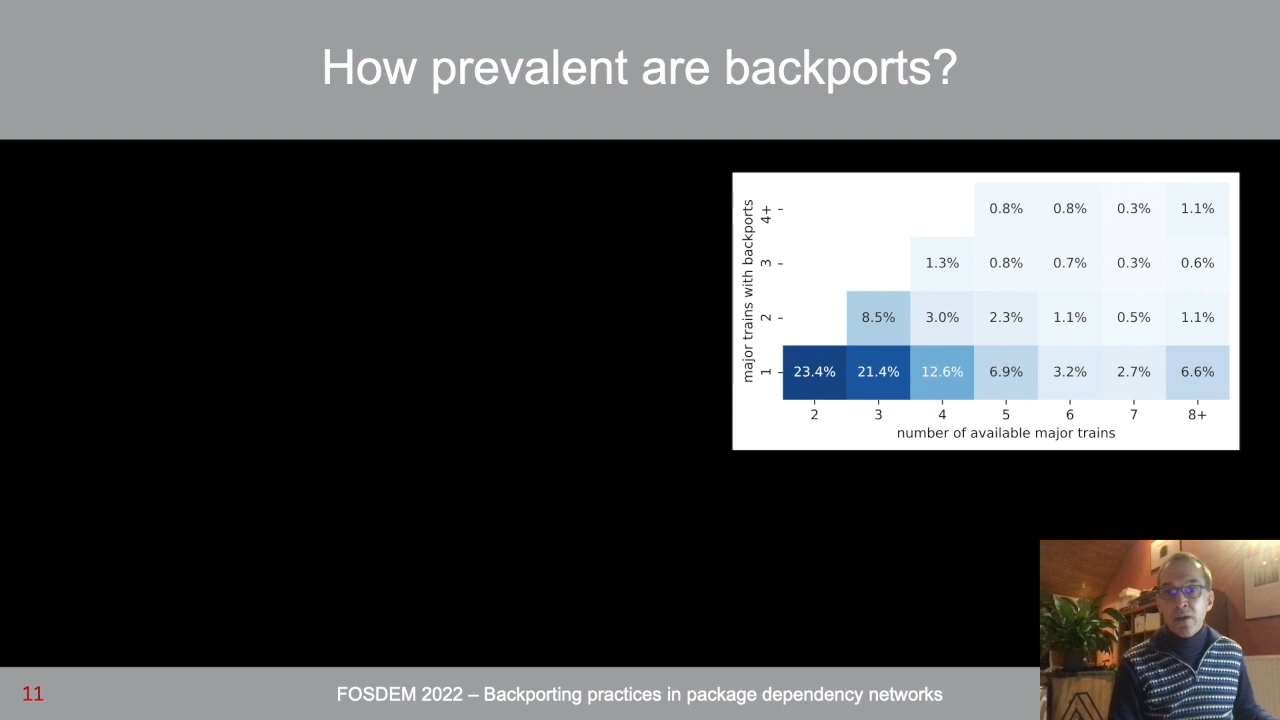 How prevalent are backports?
major trains with backports
4+ 0.8% 0.8% 0.3% 1.1%
3 1.3% 0.8% 0.7% 0.3% 0.6%
2 8.5% 3.0% 2.3% 1.1% 0.5% 1.1%
1 23.4% 21.4% 12.6% 6.9% 3.2% 2.7% 6.6%
2 3 4 5 6 7 8+
number of available major trains
11
FOSDEM 2022 – Backporting practices in package dependency networks